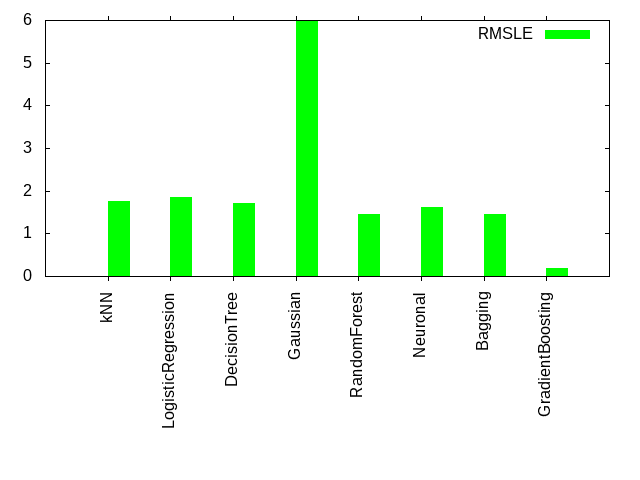 6
RMSLE
5
4
3
2
1
0
kNN
LogisticRegression
DecisionTree
Gaussian
RandomForest
Neuronal
Bagging
GradientBoosting